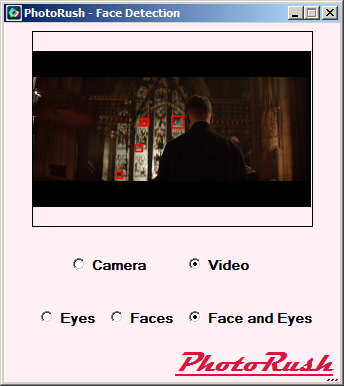 PhotoRush - Face Detection
Camera Video
Eyes Faces Face and Eyes
PhotoRush